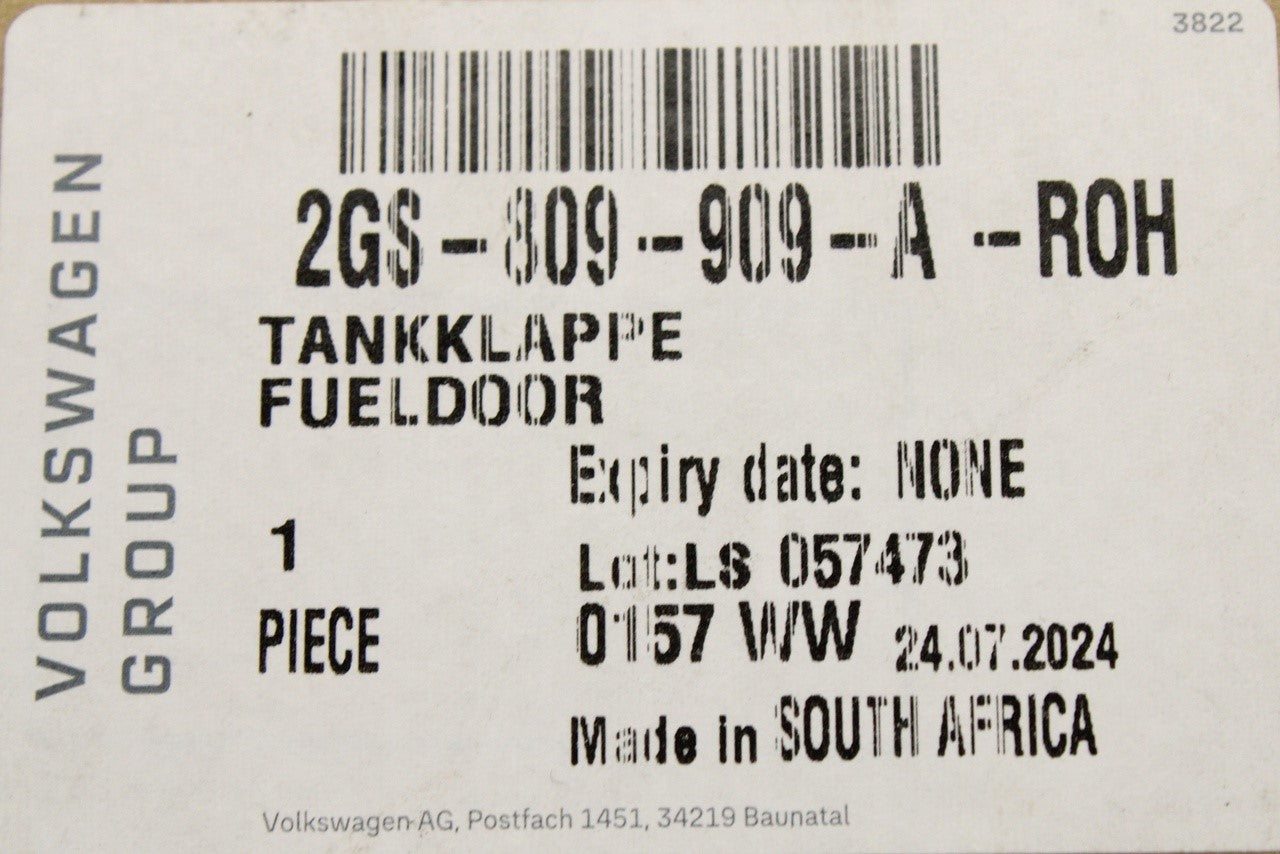 3822
VOLKSWAGEN
GROUP
2GS-809-909-A -ROH
TANKKLAPPE
FUELDOOR
Expiry date: NONE
1
Lot:LS 057473
PIECE
0157 WW 24.07.2024
Made in SOUTH AFRICA
Volkswagen AG, Postfach 1451, 34219 Baunatal